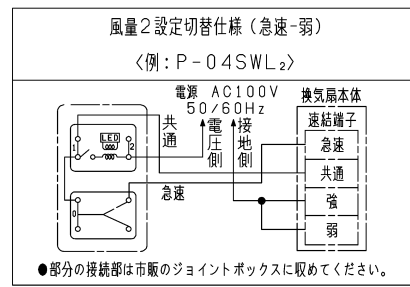 風量2設定切替仕様(急速-弱)
〈例:P-04SWL₂〉
電源 AC100V
50/60Hz
換気扇本体
速結端子
共通
電圧側
接地側
LED
1
2
急速
共通
強
弱
急速
0
●部分の接続部は市販のジョイントボックスに収めてください。